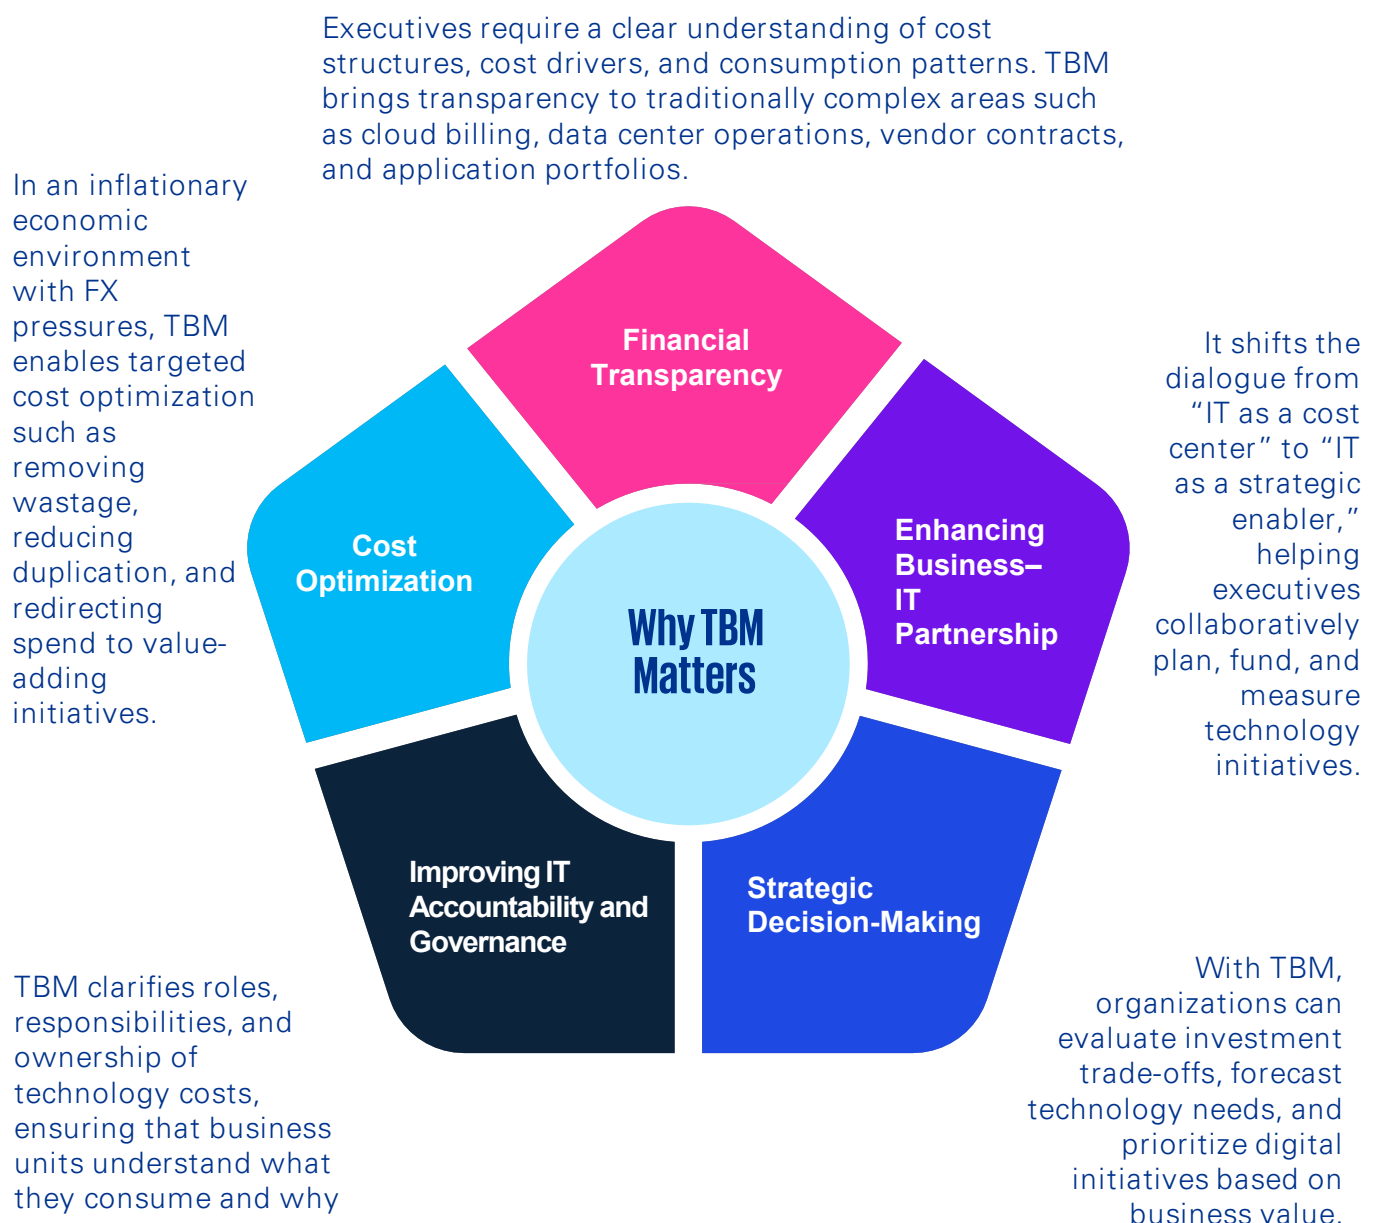 Executives require a clear understanding of cost
structures, cost drivers, and consumption patterns. TBM
brings transparency to traditionally complex areas such
as cloud billing, data center operations, vendor contracts,
and application portfolios.
In an inflationary
economic
environment
with FX
pressures, TBM
enables targeted
cost optimization
such as
removing
wastage,
reducing
duplication, and
redirecting
spend to value-
adding
initiatives.
Financial
Transparency
It shifts the
dialogue from
“IT as a cost
center” to “IT
as a strategic
enabler,”
helping
executives
collaboratively
plan, fund, and
measure
technology
initiatives.
Cost
Optimization
Enhancing
Business–
IT
Partnership
Why TBM
Matters
Improving IT
Accountability and
Governance
Strategic
Decision-Making
TBM clarifies roles,
responsibilities, and
ownership of
technology costs,
ensuring that business
units understand what
they consume and why
With TBM,
organizations can
evaluate investment
trade-offs, forecast
technology needs, and
prioritize digital
initiatives based on
business value.